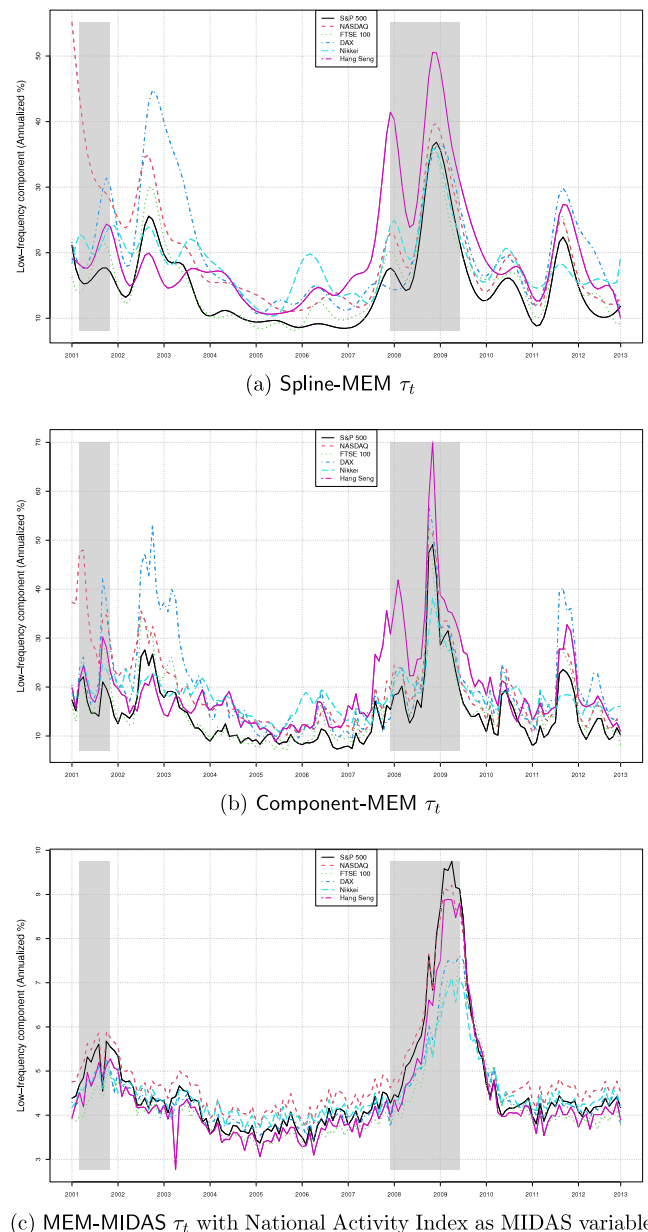 S&P 500
NASDAQ
FTSE 100
DAX
Nikkei
Hang Seng
Low−frequency component (Annualized %)
50
40
30
20
10
2001 2002 2003 2004 2005 2006 2007 2008 2009 2010 2011 2012 2013
(a) Spline-MEM τt
S&P 500
NASDAQ
FTSE 100
DAX
Nikkei
Hang Seng
Low−frequency component (Annualized %)
70
60
50
40
30
20
10
2001 2002 2003 2004 2005 2006 2007 2008 2009 2010 2011 2012 2013
(b) Component-MEM τt
S&P 500
NASDAQ
FTSE 100
DAX
Nikkei
Hang Seng
Low−frequency component (Annualized %)
10
9
8
7
6
5
4
3
2001 2002 2003 2004 2005 2006 2007 2008 2009 2010 2011 2012 2013
(c) MEM-MIDAS τt with National Activity Index as MIDAS variable